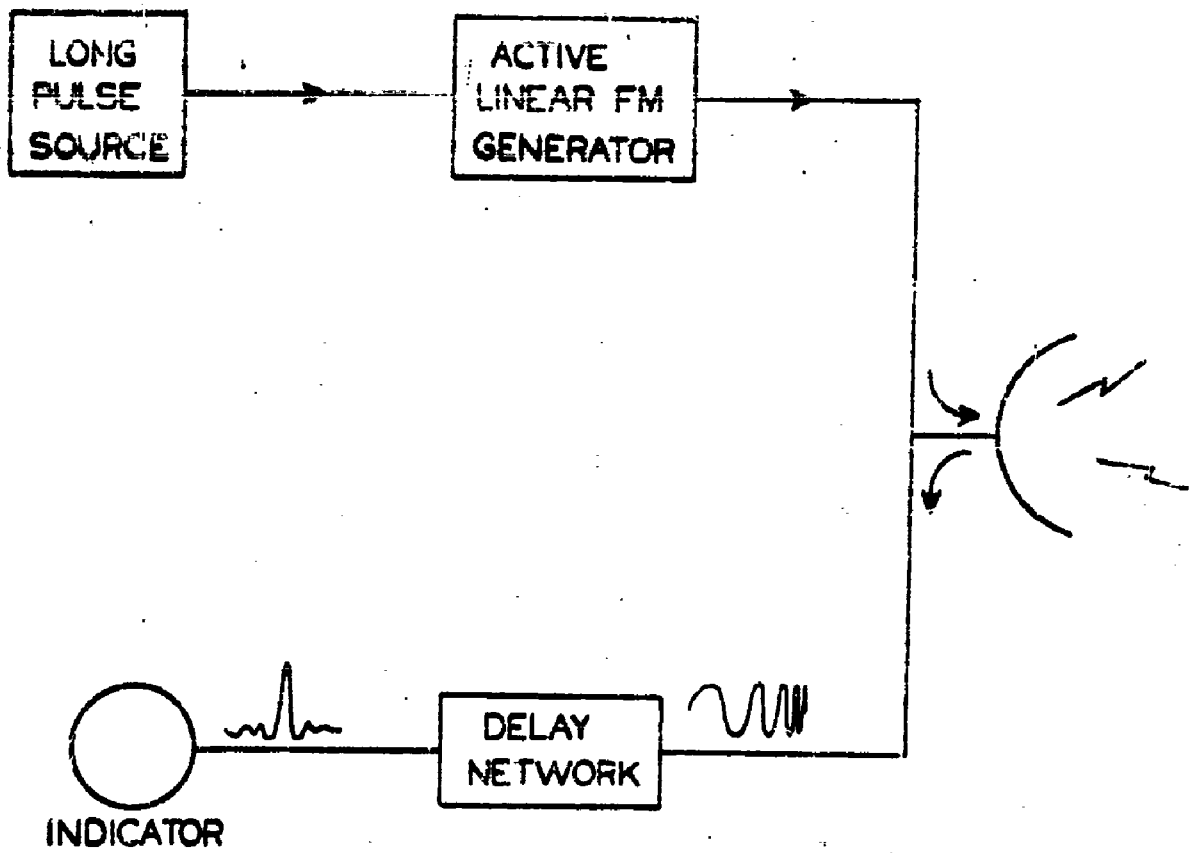 LONG
PULSE
SOURCE
ACTIVE
LINEAR FM
GENERATOR
DELAY
NETWORK
INDICATOR